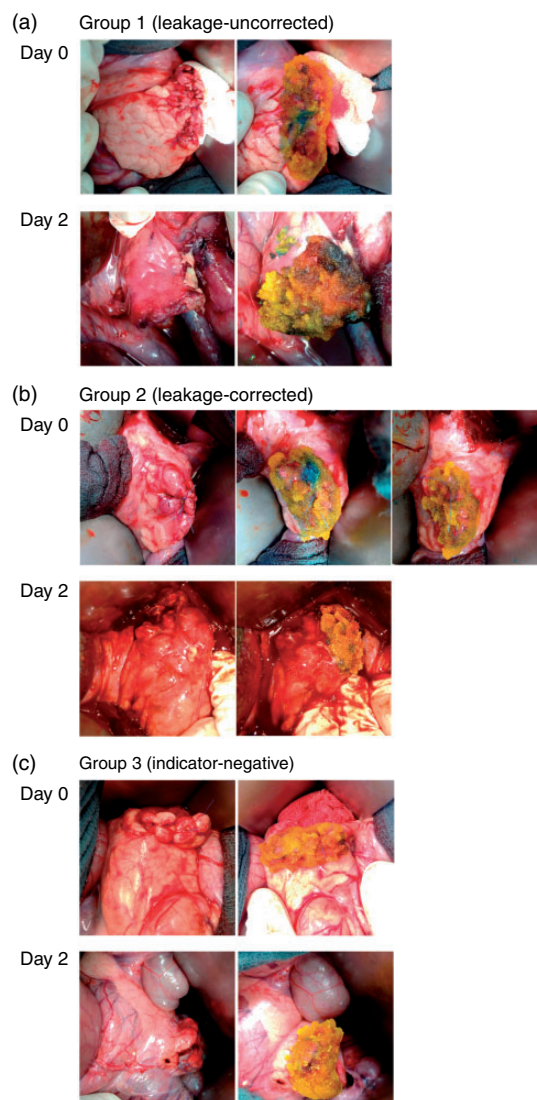 (a) Group 1 (leakage-uncorrected)
Day 0
Day 2
(b) Group 2 (leakage-corrected)
Day 0
Day 2
(c) Group 3 (indicator-negative)
Day 0
Day 2